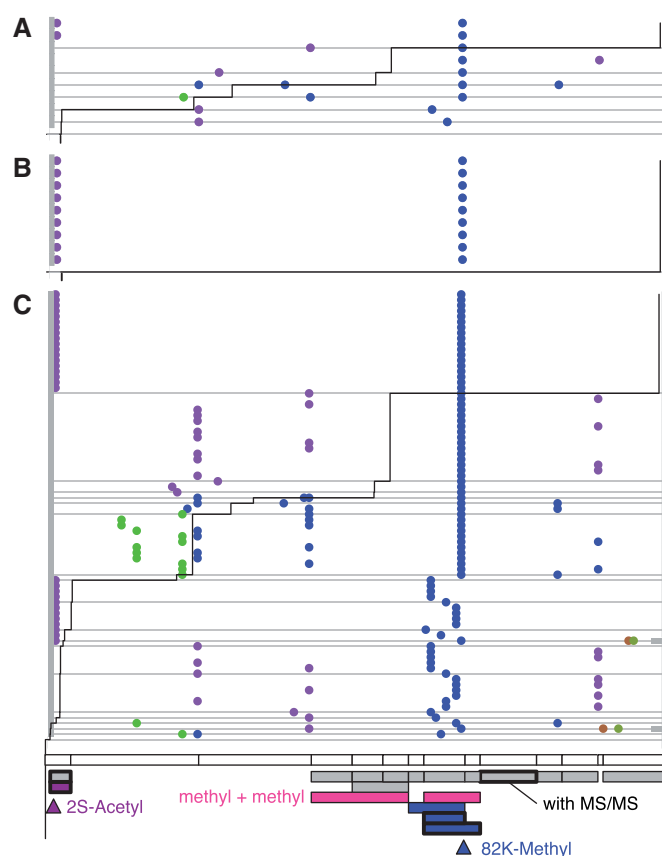 A
B
C
methyl + methyl
2S-Acetyl
with MS/MS
82K-Methyl